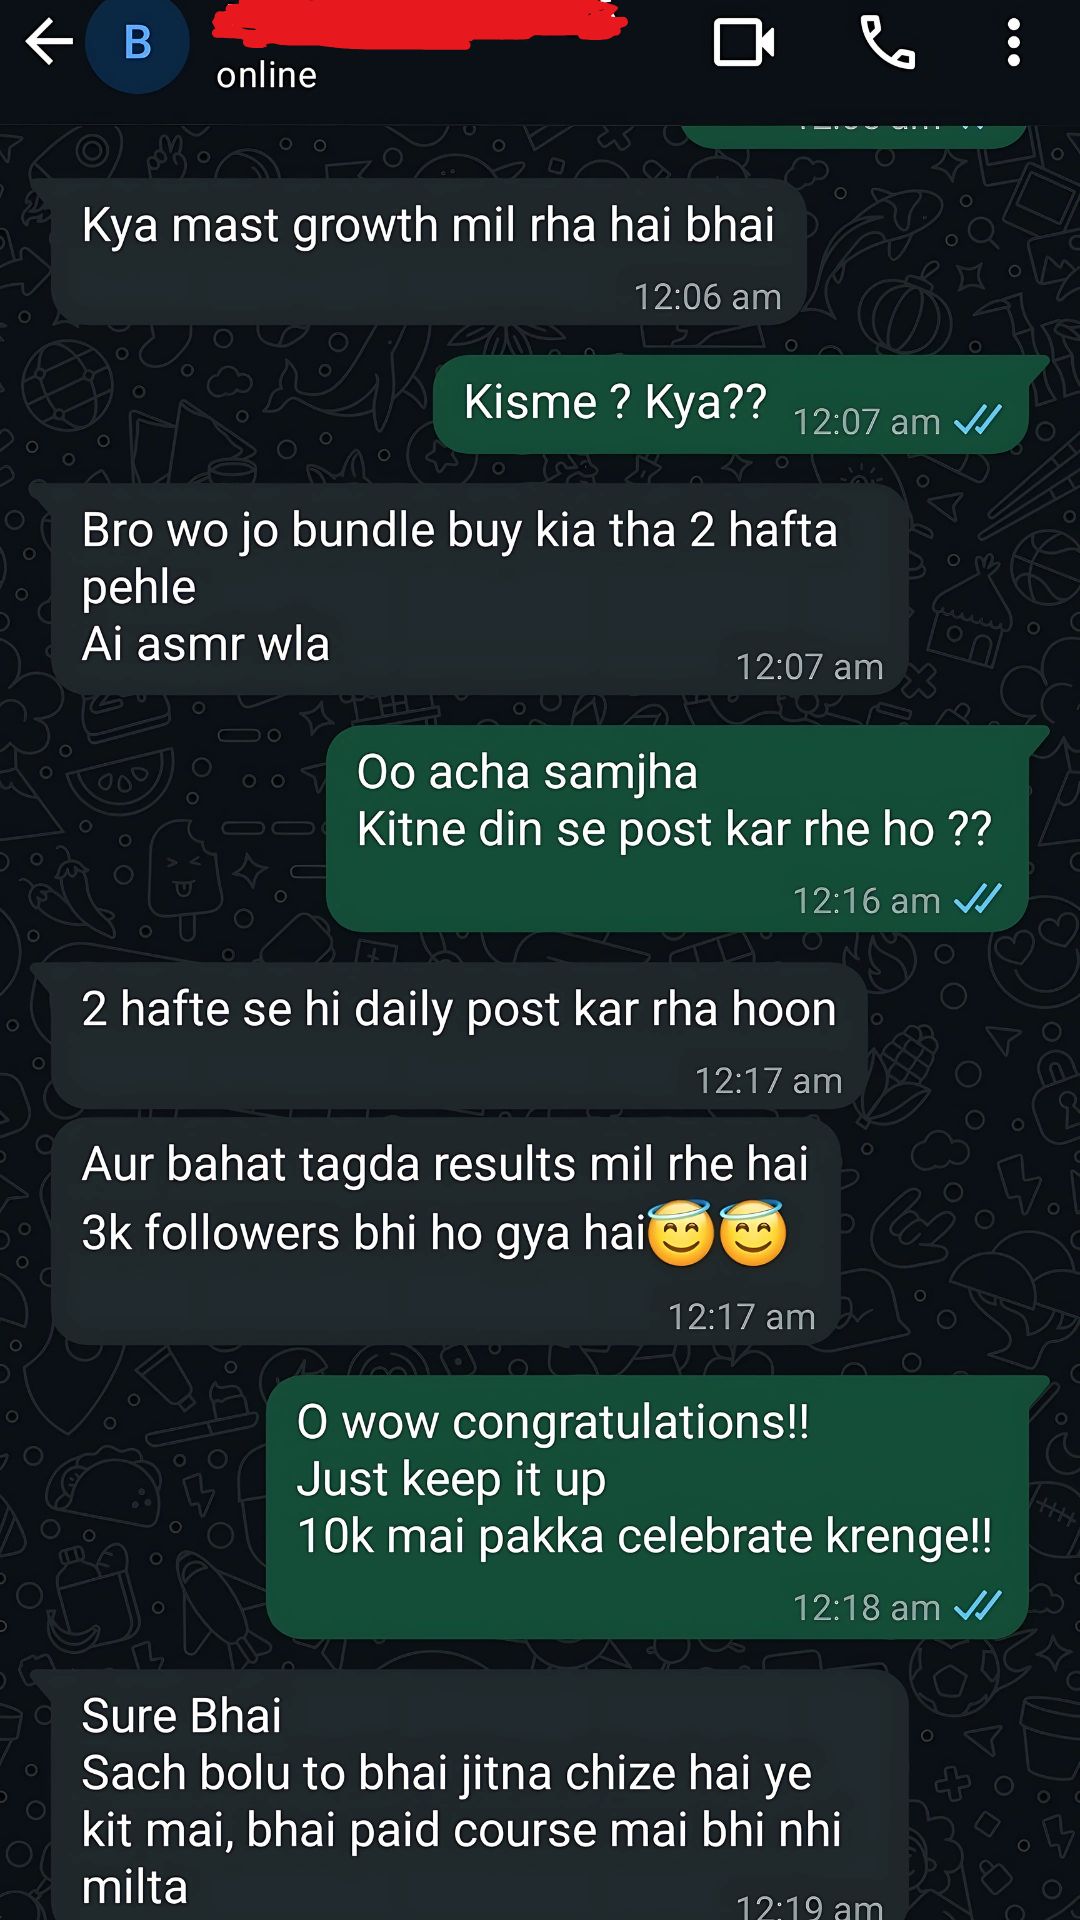 B
online
Kya mast growth mil rha hai bhai
12:06 am
Kisme ? Kya??
12:07 am
Bro wo jo bundle buy kia tha 2 hafta
pehle
Ai asmr wla
12:07 am
Oo acha samjha
Kitne din se post kar rhe ho ??
12:16 am
2 hafte se hi daily post kar rha hoon
12:17 am
Aur bahat tagda results mil rhe hai
3k followers bhi ho gya hai😇😇
12:17 am
O wow congratulations!!
Just keep it up
10k mai pakka celebrate krenge!!
12:18 am
Sure Bhai
Sach bolu to bhai jitna chize hai ye
kit mai, bhai paid course mai bhi nhi
milta
12:19 am